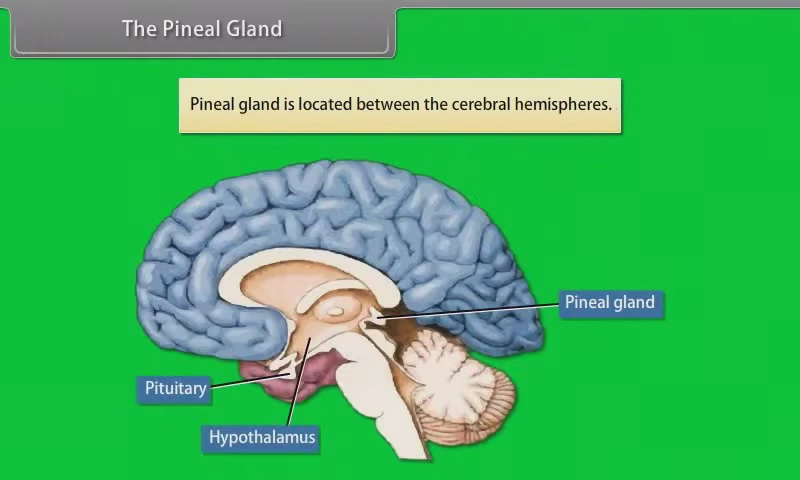 The Pineal Gland
Pineal gland is located between the cerebral hemispheres.
Pineal gland
Pituitary
Hypothalamus